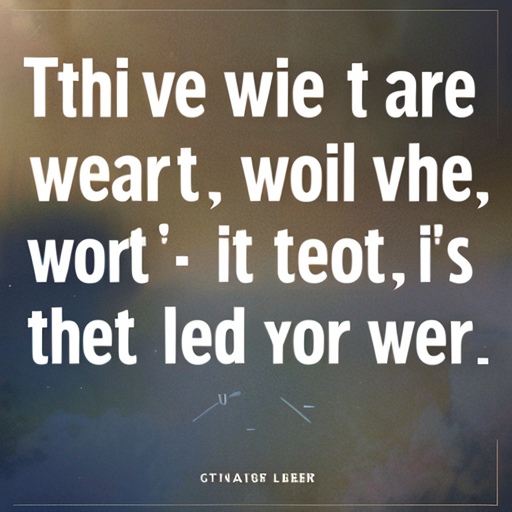 Tthi ve wie t are
weart, woil vhe,
wort'- it teot, i's
thet led yor wer.